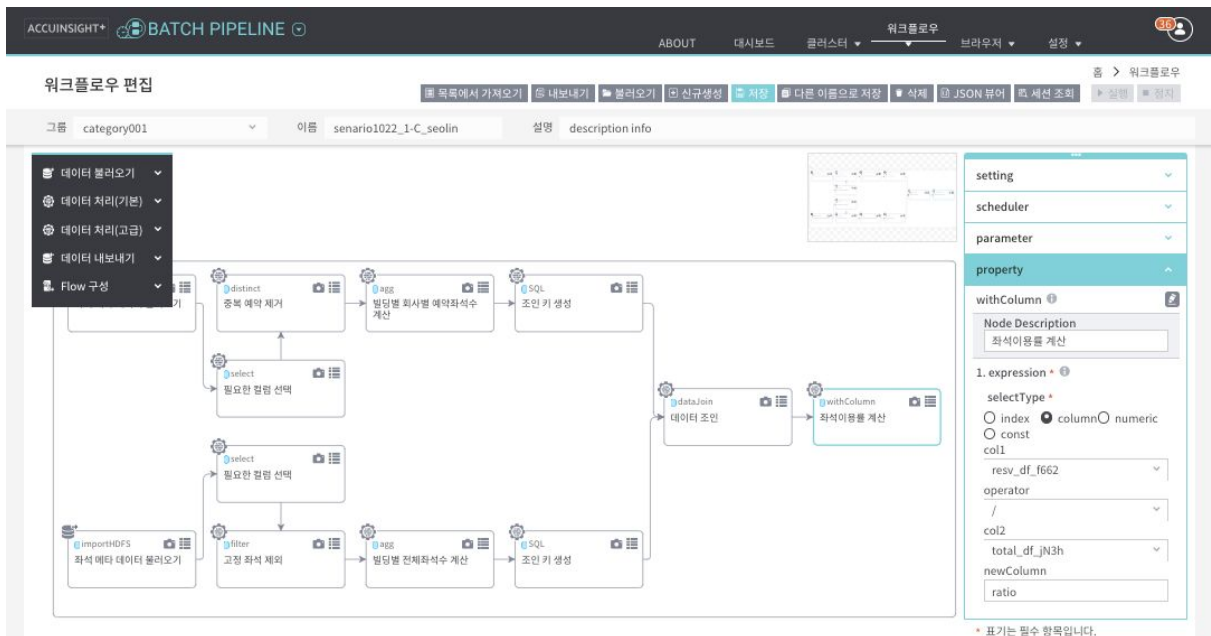 ACCUINSIGHT+ BATCH PIPELINE
ABOUT 대시보드 클러스터 워크플로우 브라우저 설정
36
워크플로우 편집
홈 > 워크플로우
목록에서 가져오기 내보내기 불러오기 신규생성 저장 다른 이름으로 저장 삭제 JSON 뷰어 세션 조회 실행 정지
그룹 category001 이름 senario1022_1-C_seolin 설명 description info
데이터 불러오기
데이터 처리(기본)
데이터 처리(고급)
데이터 내보내기
Flow 구성
기
distinct
중복 예약 제거
agg
빌딩별 회사별 예약좌석수
계산
SQL
조인 키 생성
select
필요한 컬럼 선택
dataJoin
데이터 조인
withColumn
좌석이용률 계산
select
필요한 컬럼 선택
importHDFS
좌석 메타 데이터 불러오기
filter
고정 좌석 제외
agg
빌딩별 전체좌석수 계산
SQL
조인 키 생성
setting
scheduler
parameter
property
withColumn
Node Description
좌석이용률 계산
1. expression *
selectType *
index column numeric
const
col1
resv_df_f662
operator
/
col2
total_df_jN3h
newColumn
ratio
* 표기는 필수 항목입니다.